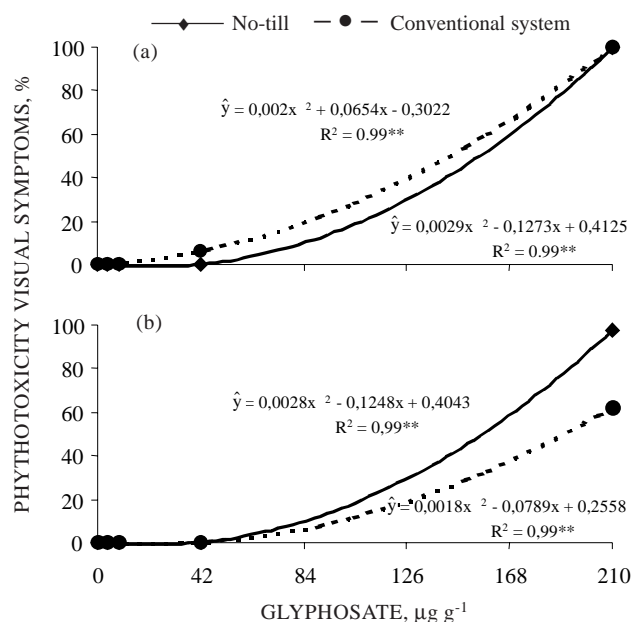 No-till Conventional system
PHYTHOTOXICITY VISUAL SYMPTOMS, %
(a)
100
80
60
40
20
0
ŷ = 0,002x ² + 0,0654x - 0,3022
R² = 0.99**
ŷ = 0,0029x ² - 0,1273x + 0,4125
R² = 0.99**
(b)
100
80
60
40
20
0
ŷ = 0,0028x ² - 0,1248x + 0,4043
R² = 0,99**
ŷ = 0,0018x ² - 0,0789x + 0,2558
R² = 0,99**
0 42 84 126 168 210
GLYPHOSATE, µg g⁻¹